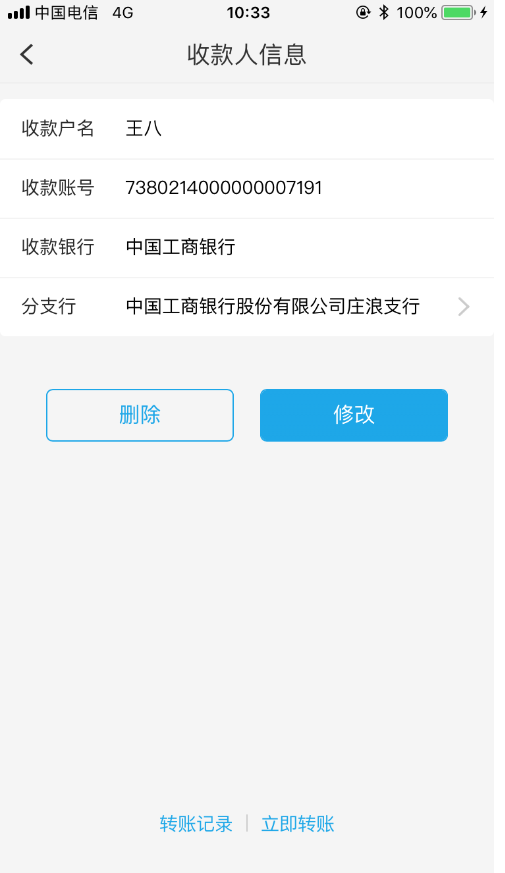 中国电信 4G 10:33 100%
收款人信息
收款户名 王八
收款账号 7380214000000007191
收款银行 中国工商银行
分支行 中国工商银行股份有限公司庄浪支行
删除 修改
转账记录 | 立即转账